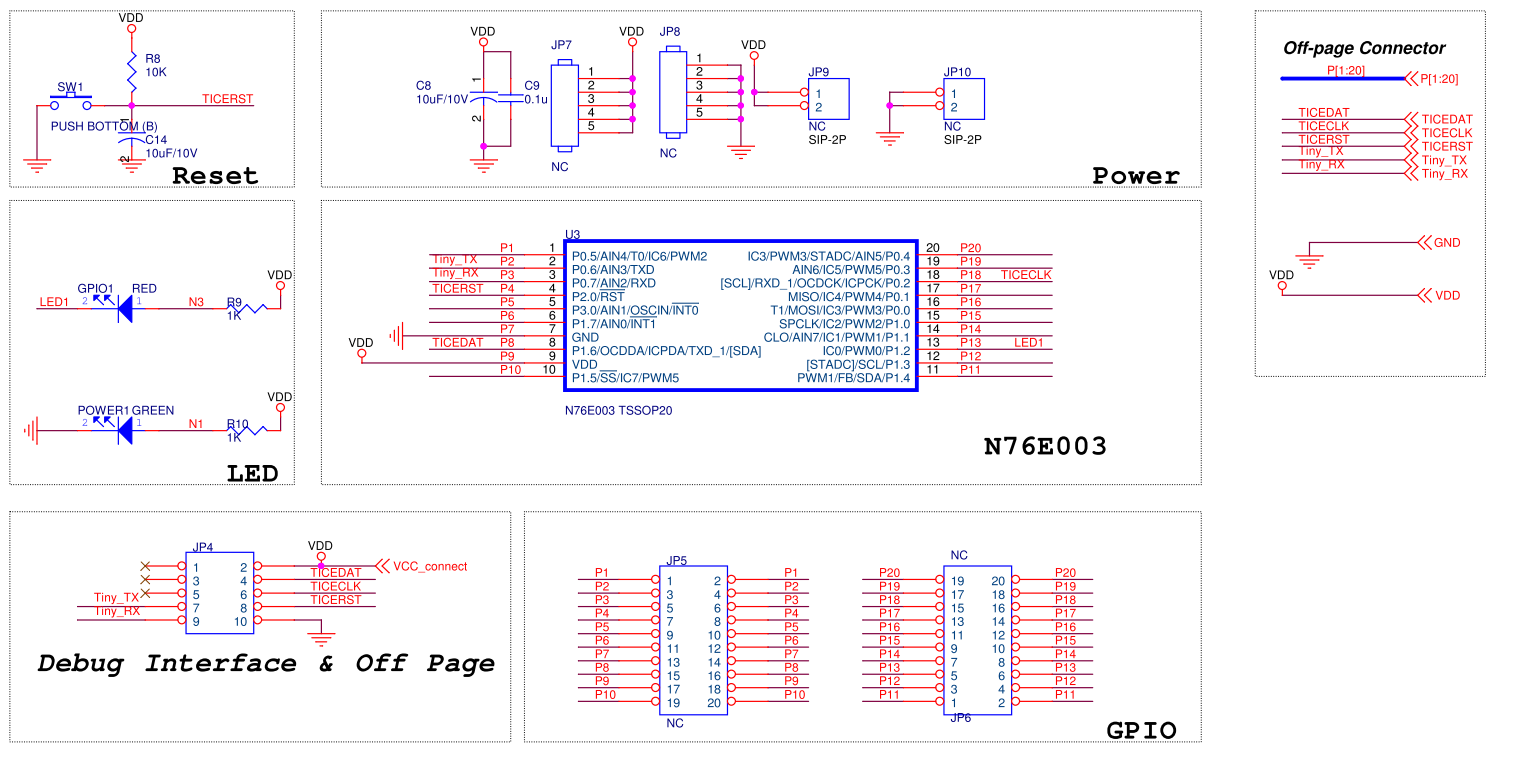 VDD
R8
10K
SW1
TICERST
PUSH BOTTOM (B)
1
C14
10uF/10V
2
Reset
VDD
C8
10uF/10V
1
2
C9
0.1u
JP7
1
2
3
4
5
NC
VDD
JP8
1
2
3
4
5
NC
VDD
JP9
1
2
NC
SIP-2P
JP10
1
2
NC
SIP-2P
Power
Off-page Connector
P[1:20] P[1:20]
TICEDAT TICEDAT
TICECLK TICECLK
TICERST TICERST
Tiny_TX Tiny_TX
Tiny_RX Tiny_RX
GND
VDD
VDD
GPIO1 RED
VDD
LED1 2 1 N3 R9
1K
POWER1 GREEN
VDD
2 1 N1 R10
1K
LED
U3
P1 1 P0.5/AIN4/T0/IC6/PWM2
Tiny_TX P2 2 P0.6/AIN3/TXD
Tiny_RX P3 3 P0.7/AIN2/RXD
TICERST P4 4 P2.0/RST
P5 5 P3.0/AIN1/OSCIN/INT0
P6 6 P1.7/AIN0/INT1
P7 7 GND
TICEDAT P8 8 P1.6/OCDDA/ICPDA/TXD_1/[SDA]
VDD P9 9 VDD
P10 10 P1.5/SS/IC7/PWM5
IC3/PWM3/STADC/AIN5/P0.4 20 P20
AIN6/IC5/PWM5/P0.3 19 P19
[SCL]/RXD_1/OCDCK/ICPCK/P0.2 18 P18 TICECLK
MISO/IC4/PWM4/P0.1 17 P17
T1/MOSI/IC3/PWM3/P0.0 16 P16
SPCLK/IC2/PWM2/P1.0 15 P15
CLO/AIN7/IC1/PWM1/P1.1 14 P14
IC0/PWM0/P1.2 13 P13 LED1
[STADC]/SCL/P1.3 12 P12
PWM1/FB/SDA/P1.4 11 P11
N76E003 TSSOP20
N76E003
JP4
VDD
1 2 VCC_connect
3 4 TICEDAT
5 6 TICECLK
Tiny_TX 7 8 TICERST
Tiny_RX 9 10
Debug Interface & Off Page
JP5
P1 1 2 P1
P2 3 4 P2
P3 5 6 P3
P4 7 8 P4
P5 9 10 P5
P6 11 12 P6
P7 13 14 P7
P8 15 16 P8
P9 17 18 P9
P10 19 20 P10
NC
NC
P20 19 20 P20
P19 17 18 P19
P18 15 16 P18
P17 13 14 P17
P16 11 12 P16
P15 9 10 P15
P14 7 8 P14
P13 5 6 P13
P12 3 4 P12
P11 1 2 P11
JP6
GPIO